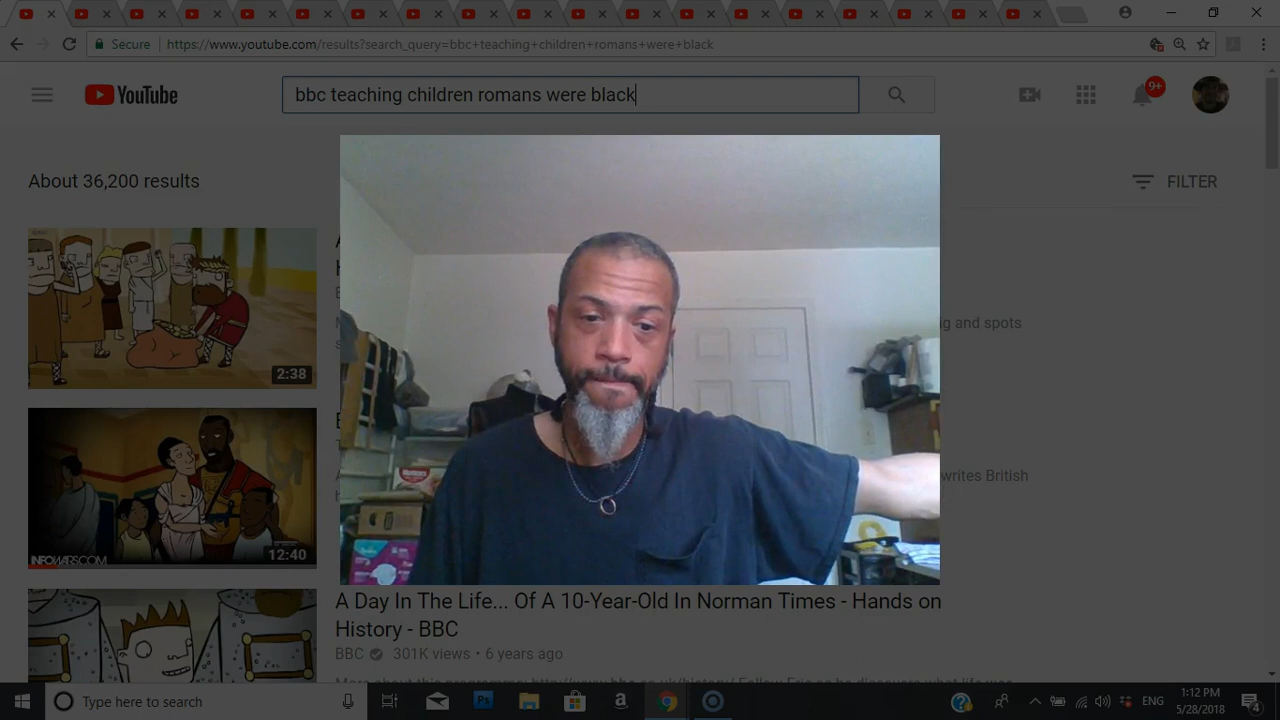 Secure https://www.youtube.com/results?search_query=bbc+teaching+children+romans+were+black
YouTube
bbc teaching children romans were black
9+
About 36,200 results
FILTER
2:38
ig and spots
writes British
INFOWARS.COM
12:40
A Day In The Life... Of A 10-Year-Old In Norman Times - Hands on
History - BBC
BBC 301K views • 6 years ago
Type here to search
Ps
a
ENG
1:12 PM
5/28/2018
4